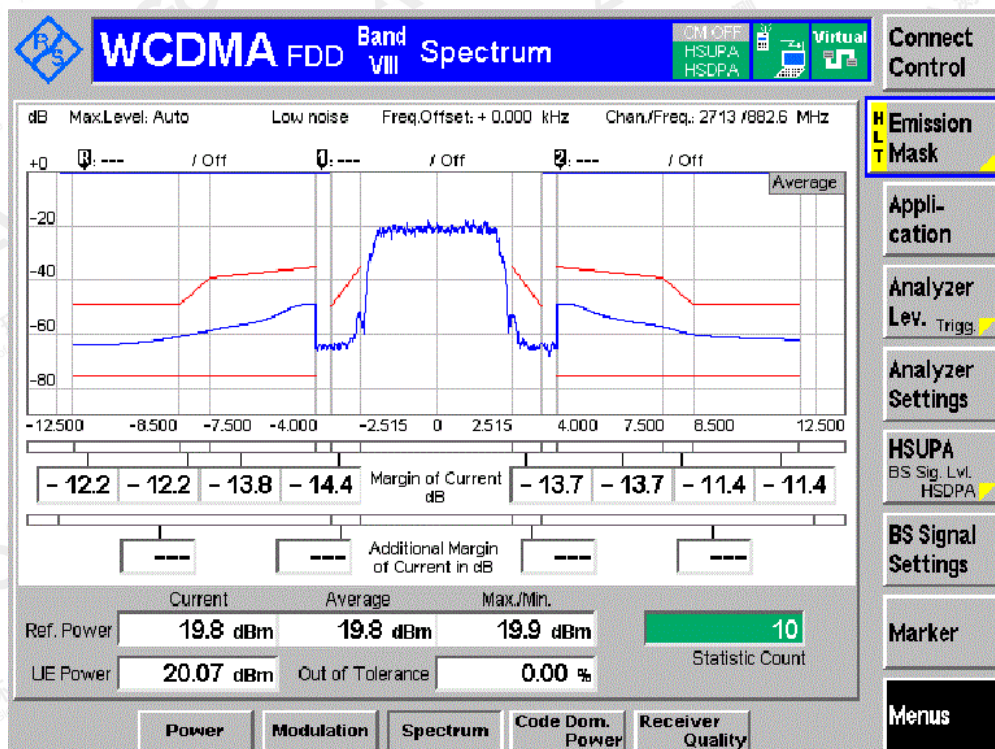 R S
WCDMA FDD Band VIII Spectrum
CM OFF
HSUPA
HSDPA
Virtual
Connect Control
dB Max.Level: Auto Low noise Freq.Offset: + 0.000 kHz Chan./Freq.: 2713 /882.6 MHz
R: --- / Off 1: --- / Off 2: --- / Off
Average
+0
-20
-40
-60
-80
-12.500 -8.500 -7.500 -4.000 -2.515 0 2.515 4.000 7.500 8.500 12.500
- 12.2 - 12.2 - 13.8 - 14.4 Margin of Current dB - 13.7 - 13.7 - 11.4 - 11.4
--- --- Additional Margin of Current in dB --- ---
Current Average Max./Min.
Ref. Power 19.8 dBm 19.8 dBm 19.9 dBm 10
Statistic Count
UE Power 20.07 dBm Out of Tolerance 0.00 %
Power Modulation Spectrum Code Dom. Power Receiver Quality
HLT Emission Mask
Appli-
cation
Analyzer
Lev. Trigg.
Analyzer
Settings
HSUPA
BS Sig. Lvl.
HSDPA
BS Signal
Settings
Marker
Menus